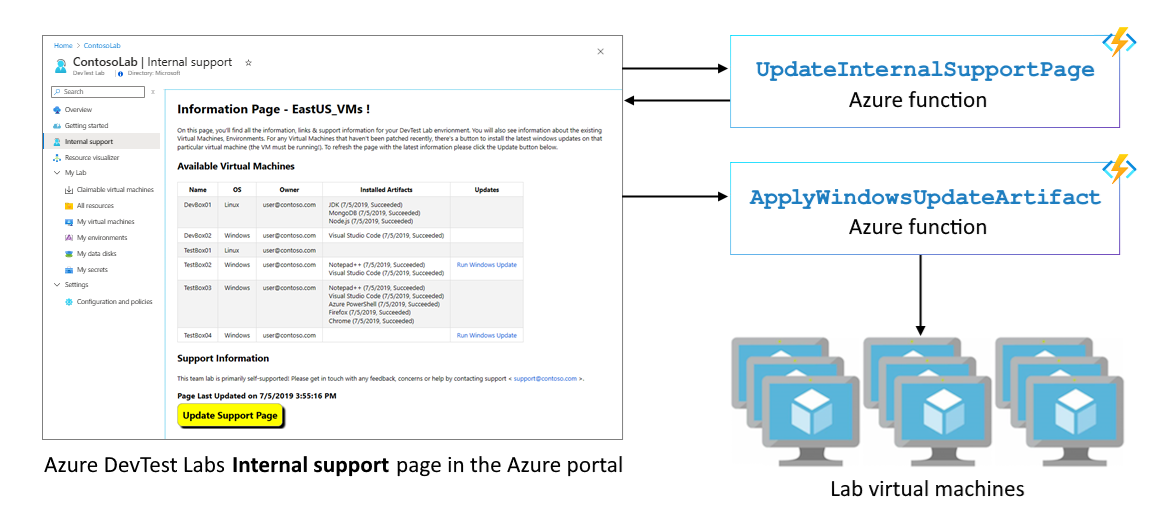 Home > ContosoLab
ContosoLab | Internal support ☆
DevTest Lab | Directory: Microsoft
Search
Overview
Getting started
Internal support
Resource visualizer
My Lab
Claimable virtual machines
All resources
My virtual machines
My environments
My data disks
My secrets
Settings
Configuration and policies
Information Page - EastUS_VMs !
On this page, you'll find all the information, links & support information for your DevTest Lab envrionment. You will also see information about the existing
Virtual Machines, Environments. For any Virtual Machines that haven't been patched recently, there's a button to install the latest windows updates on that
particular virtual machine (the VM must be running!). To refresh the page with the latest information please click the Update button below.
Available Virtual Machines
Name OS Owner Installed Artifacts Updates
DevBox01 Linux user@contoso.com JDK (7/5/2019, Succeeded)
MongoDB (7/5/2019, Succeeded)
Node.js (7/5/2019, Succeeded)
DevBox02 Windows user@contoso.com Visual Studio Code (7/5/2019, Succeeded)
TestBox01 Linux user@contoso.com
TestBox02 Windows user@contoso.com Notepad++ (7/5/2019, Succeeded) Run Windows Update
Visual Studio Code (7/5/2019, Succeeded)
TestBox03 Windows user@contoso.com Notepad++ (7/5/2019, Succeeded)
Visual Studio Code (7/5/2019, Succeeded)
Azure PowerShell (7/5/2019, Succeeded)
Firefox (7/5/2019, Succeeded)
Chrome (7/5/2019, Succeeded)
TestBox04 Windows user@contoso.com Run Windows Update
Support Information
This team lab is primarily self-supported! Please get in touch with any feedback, concerns or help by contacting support < support@contoso.com >.
Page Last Updated on 7/5/2019 3:55:16 PM
Update Support Page
Azure DevTest Labs Internal support page in the Azure portal
UpdateInternalSupportPage
Azure function
ApplyWindowsUpdateArtifact
Azure function
Lab virtual machines